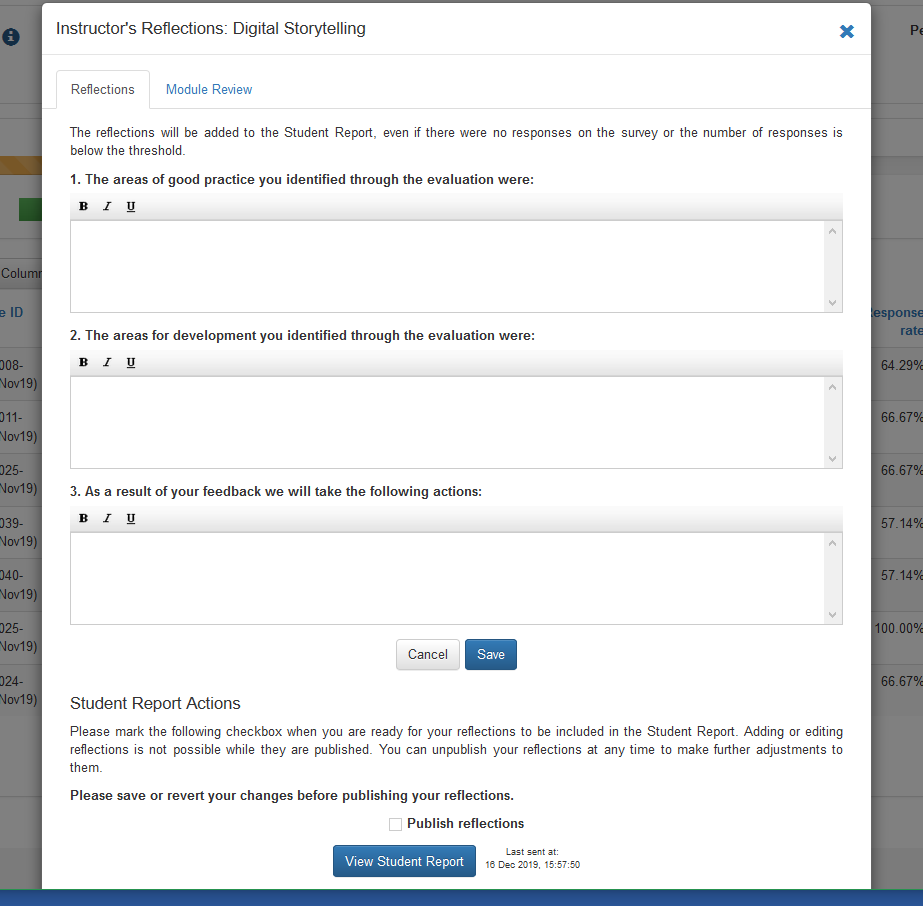 Instructor's Reflections: Digital Storytelling
Reflections
Module Review
The reflections will be added to the Student Report, even if there were no responses on the survey or the number of responses is
below the threshold.
1. The areas of good practice you identified through the evaluation were:
B I U
2. The areas for development you identified through the evaluation were:
B I U
3. As a result of your feedback we will take the following actions:
B I U
Cancel
Save
Student Report Actions
Please mark the following checkbox when you are ready for your reflections to be included in the Student Report. Adding or editing
reflections is not possible while they are published. You can unpublish your reflections at any time to make further adjustments to
them.
Please save or revert your changes before publishing your reflections.
Publish reflections
View Student Report
Last sent at:
16 Dec 2019, 15:57:50
e ID
008-
Nov19)
011-
Nov19)
025-
Nov19)
039-
Nov19)
040-
Nov19)
025-
Nov19)
024-
Nov19)
Pe
esponse
rate
64.29%
66.67%
66.67%
57.14%
57.14%
100.00%
66.67%